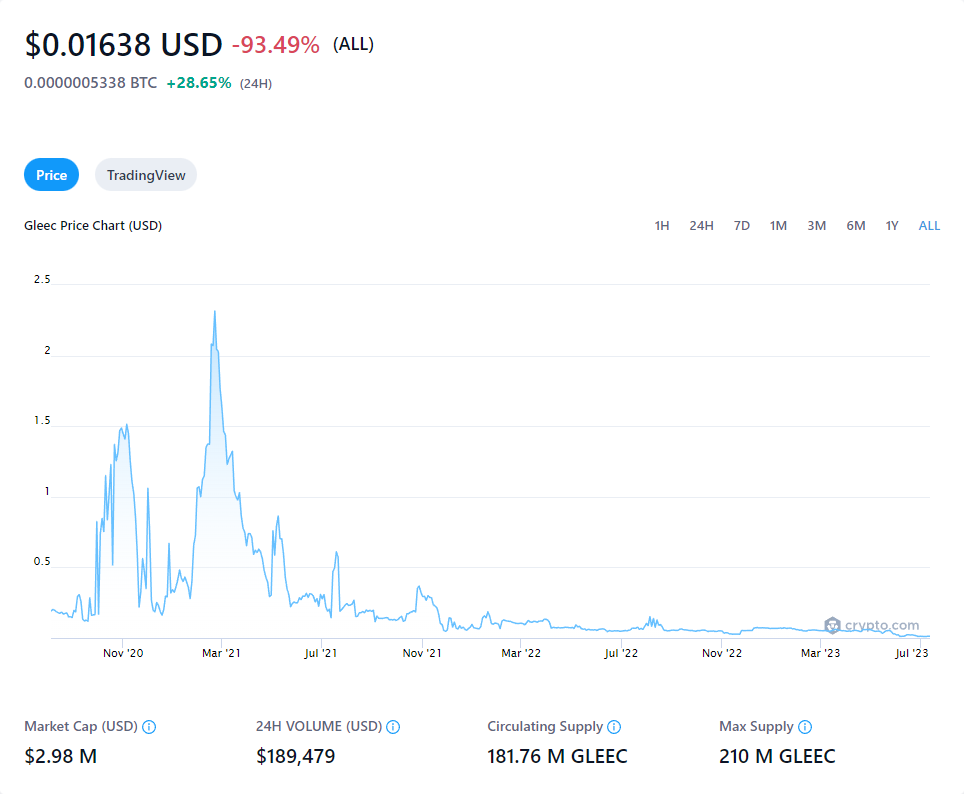 $0.01638 USD -93.49% (ALL)
0.0000005338 BTC +28.65% (24H)
Price TradingView
Gleec Price Chart (USD) 1H 24H 7D 1M 3M 6M 1Y ALL
2.5
2
1.5
1
0.5
crypto.com
Nov '20 Mar '21 Jul '21 Nov '21 Mar '22 Jul '22 Nov '22 Mar '23 Jul '23
Market Cap (USD) 24H VOLUME (USD) Circulating Supply Max Supply
$2.98 M $189,479 181.76 M GLEEC 210 M GLEEC